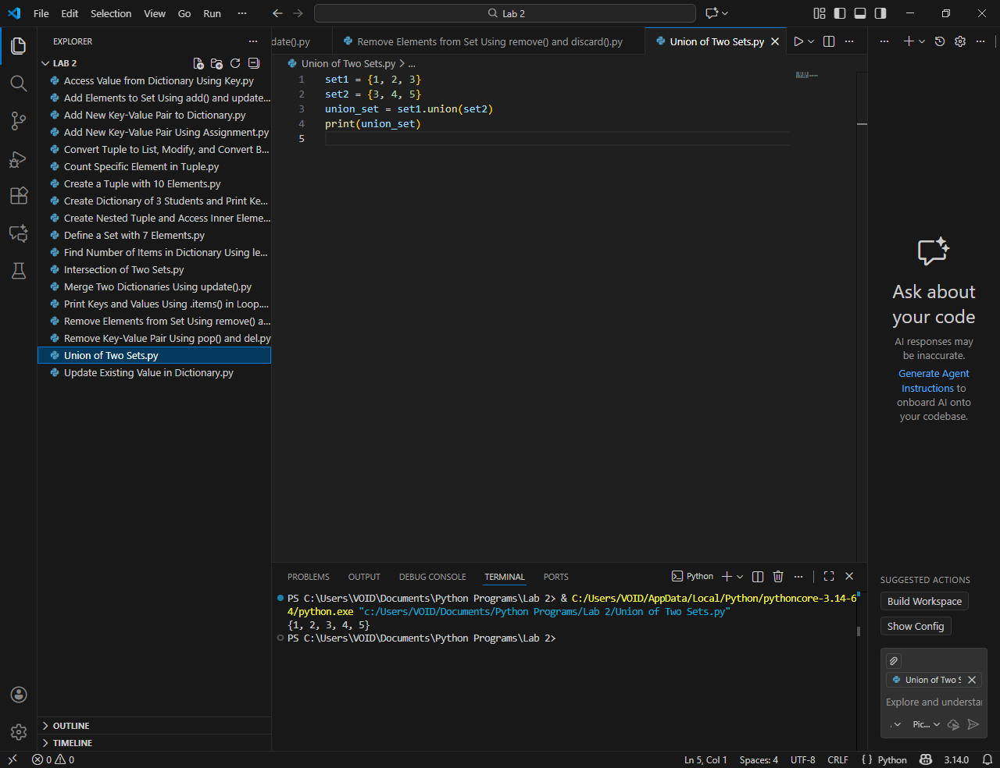 File Edit Selection View Go Run ···
Lab 2
EXPLORER
LAB 2
Access Value from Dictionary Using Key.py
Add Elements to Set Using add() and update...
Add New Key-Value Pair to Dictionary.py
Add New Key-Value Pair Using Assignment.py
Convert Tuple to List, Modify, and Convert B...
Count Specific Element in Tuple.py
Create a Tuple with 10 Elements.py
Create Dictionary of 3 Students and Print Ke...
Create Nested Tuple and Access Inner Eleme...
Define a Set with 7 Elements.py
Find Number of Items in Dictionary Using le...
Intersection of Two Sets.py
Merge Two Dictionaries Using update().py
Print Keys and Values Using .items() in Loop....
Remove Elements from Set Using remove() a...
Remove Key-Value Pair Using pop() and del.py
Union of Two Sets.py
Update Existing Value in Dictionary.py
OUTLINE
TIMELINE
date().py
Remove Elements from Set Using remove() and discard().py
Union of Two Sets.py
Union of Two Sets.py > ...
1 set1 = {1, 2, 3}
2 set2 = {3, 4, 5}
3 union_set = set1.union(set2)
4 print(union_set)
5
PROBLEMS OUTPUT DEBUG CONSOLE TERMINAL PORTS
Python
PS C:\Users\VOID\Documents\Python Programs\Lab 2> & C:/Users/VOID/AppData/Local/Python/pythoncore-3.14-6
4/python.exe "c:/Users/VOID/Documents/Python Programs/Lab 2/Union of Two Sets.py"
{1, 2, 3, 4, 5}
PS C:\Users\VOID\Documents\Python Programs\Lab 2>
Ask about
your code
AI responses may
be inaccurate.
Generate Agent
Instructions to
onboard AI onto
your codebase.
SUGGESTED ACTIONS
Build Workspace
Show Config
Union of Two S
Explore and understa
Pic...
0 0
Ln 5, Col 1 Spaces: 4 UTF-8 CRLF { } Python 3.14.0